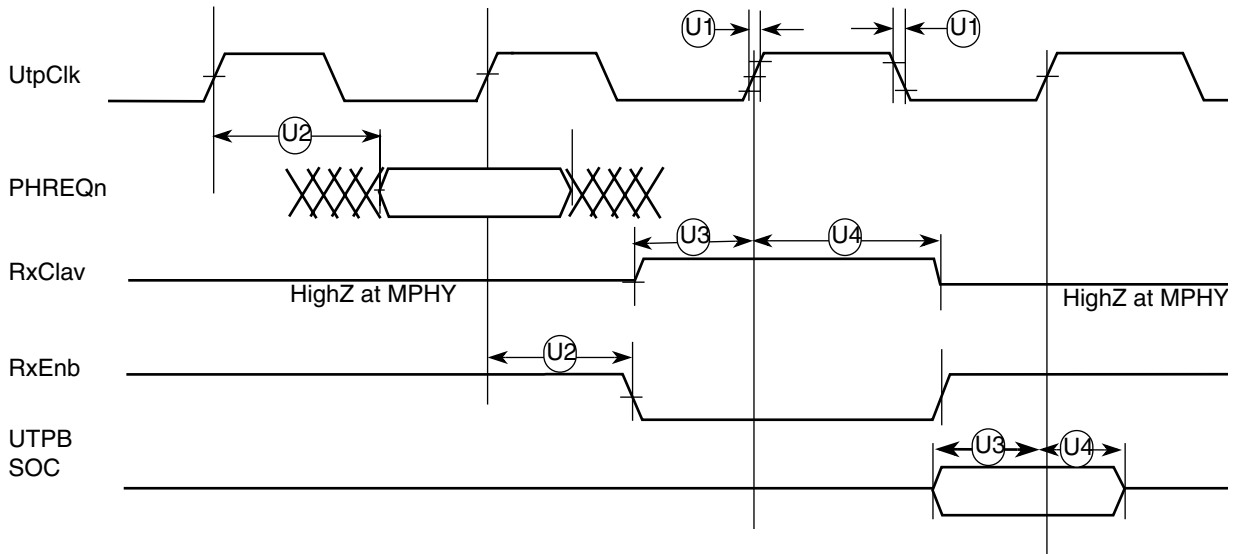 U1
U1
UtpClk
U2
PHREQn
U3
U4
RxClav
HighZ at MPHY
HighZ at MPHY
U2
RxEnb
UTPB
SOC
U3
U4